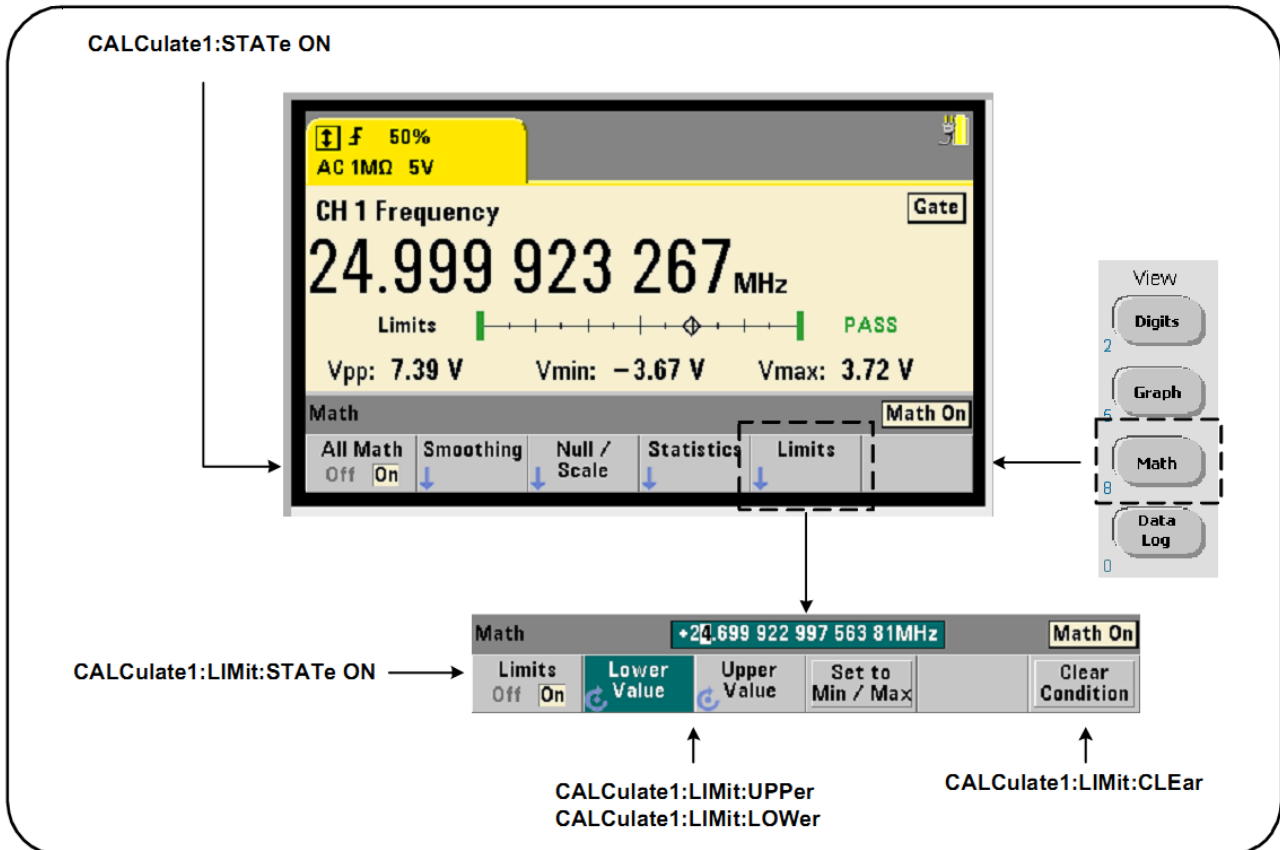 CALCulate1:STATe ON
50%
AC 1MΩ 5V
CH 1 Frequency
Gate
24.999 923 267 MHz
Limits
PASS
Vpp: 7.39 V Vmin: -3.67 V Vmax: 3.72 V
Math
Math On
All Math
Off On
Smoothing
Null /
Scale
Statistics
Limits
View
Digits
2
Graph
5
Math
8
Data
Log
0
Math
+24.699 922 997 563 81MHz
Math On
CALCulate1:LIMit:STATe ON
Limits
Off On
Lower
Value
Upper
Value
Set to
Min / Max
Clear
Condition
CALCulate1:LIMit:UPPer
CALCulate1:LIMit:LOWer
CALCulate1:LIMit:CLEar